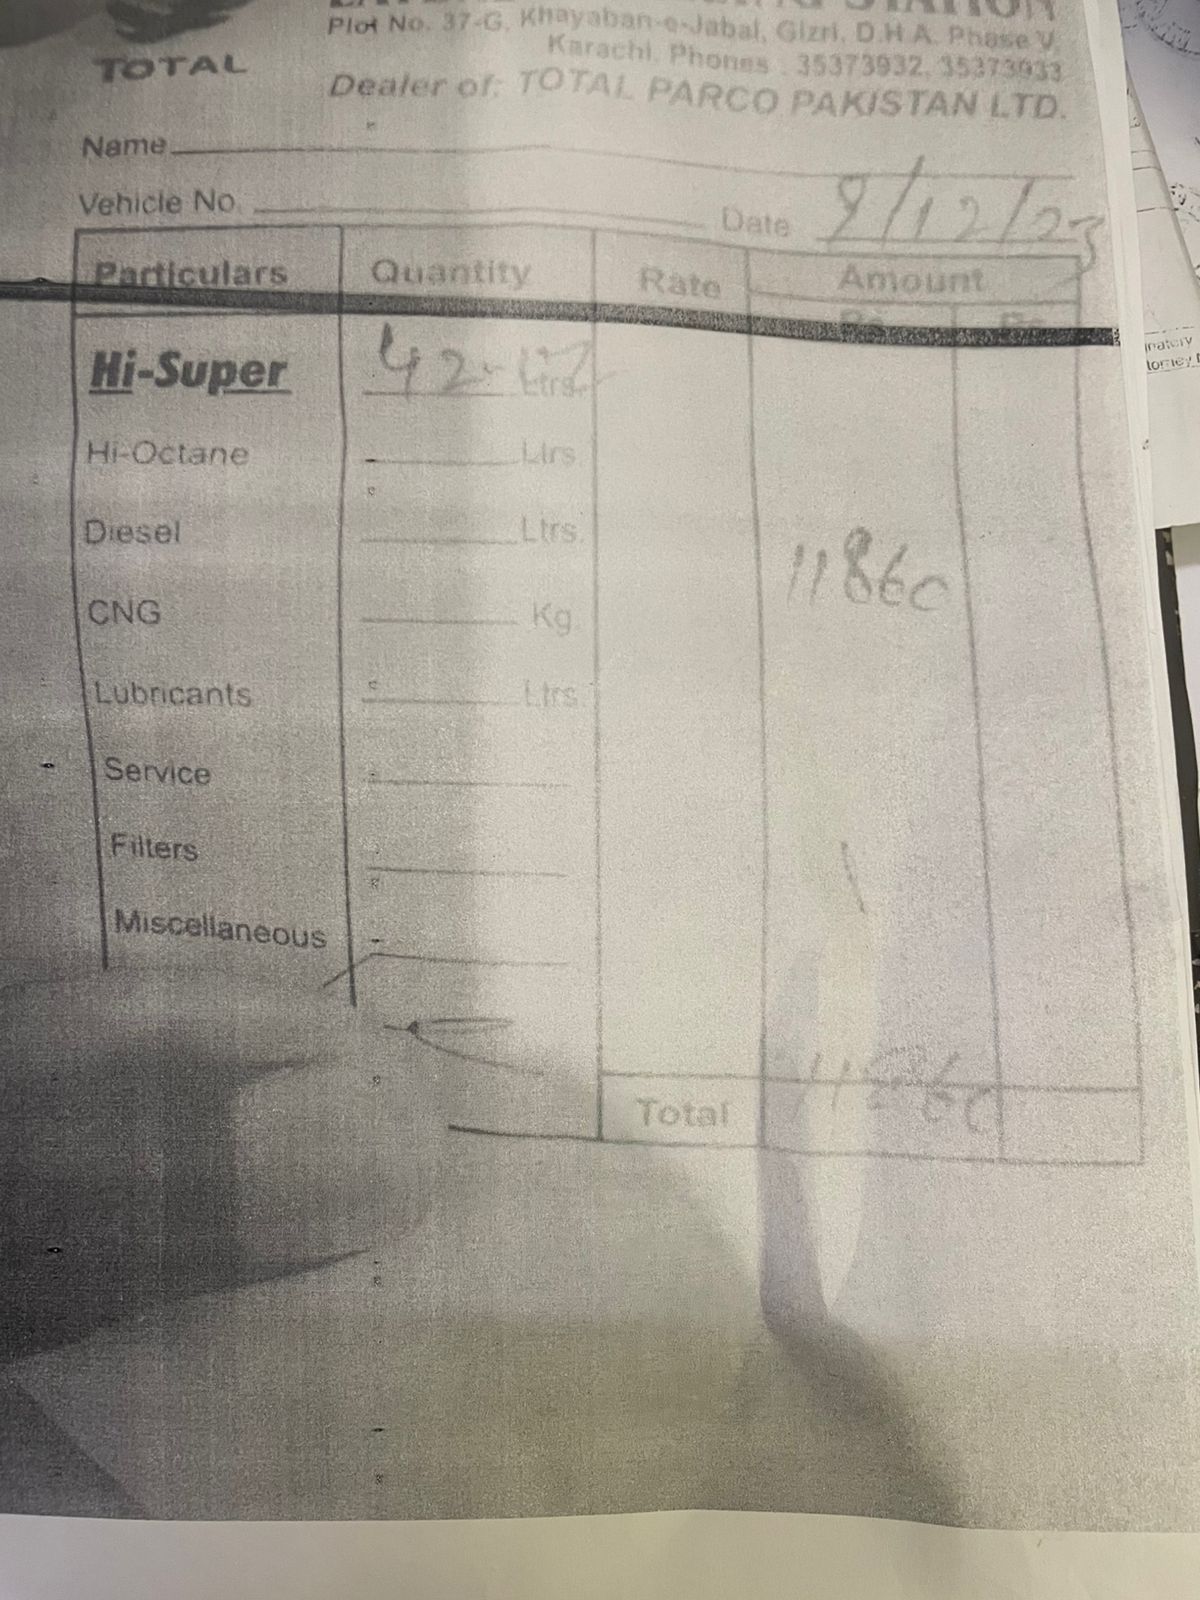 STATION
Plot No. 37-G, Khayaban-e-Jabal, Gizri, D.H.A. Phase V,
Karachi. Phones : 35373932, 35373933
TOTAL
Dealer of: TOTAL PARCO PAKISTAN LTD.
Name
Vehicle No. Date 9/12/23
Particulars Quantity Rate Amount
Rs. Ps.
Hi-Super 42- Ltrs.
Hi-Octane Ltrs.
Diesel Ltrs.
11860
CNG Kg.
Lubricants Ltrs.
Service
Filters
Miscellaneous
Total 11860